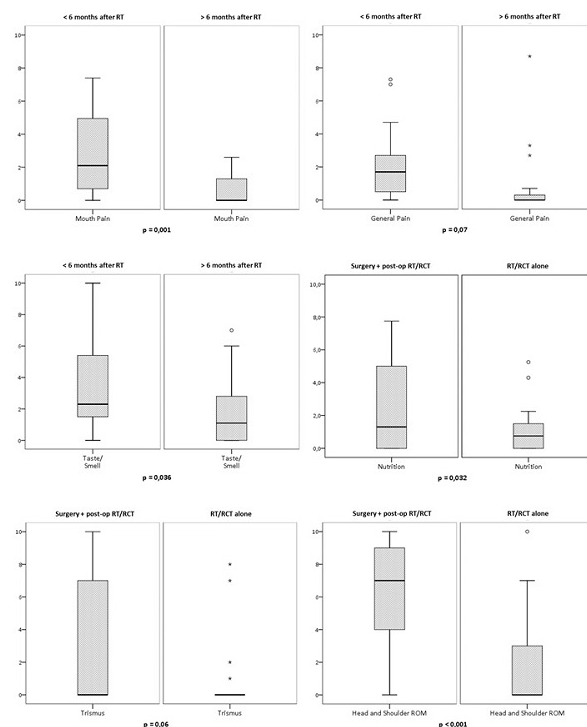 < 6 months after RT
> 6 months after RT
< 6 months after RT
> 6 months after RT
10
8
6
4
2
0
10
8
6
4
2
0
Mouth Pain
Mouth Pain
General Pain
General Pain
p = 0,001
p = 0,07
< 6 months after RT
> 6 months after RT
Surgery + post-op RT/RCT
RT/RCT alone
10
8
6
4
2
0
10,0
8,0
6,0
4,0
2,0
0,0
Taste/
Smell
Taste/
Smell
Nutrition
Nutrition
p = 0,036
p = 0,032
Surgery + post-op RT/RCT
RT/RCT alone
Surgery + post-op RT/RCT
RT/RCT alone
10
8
6
4
2
0
10
8
6
4
2
0
Trismus
Trismus
Head and Shoulder ROM
Head and Shoulder ROM
p = 0,06
p < 0,001